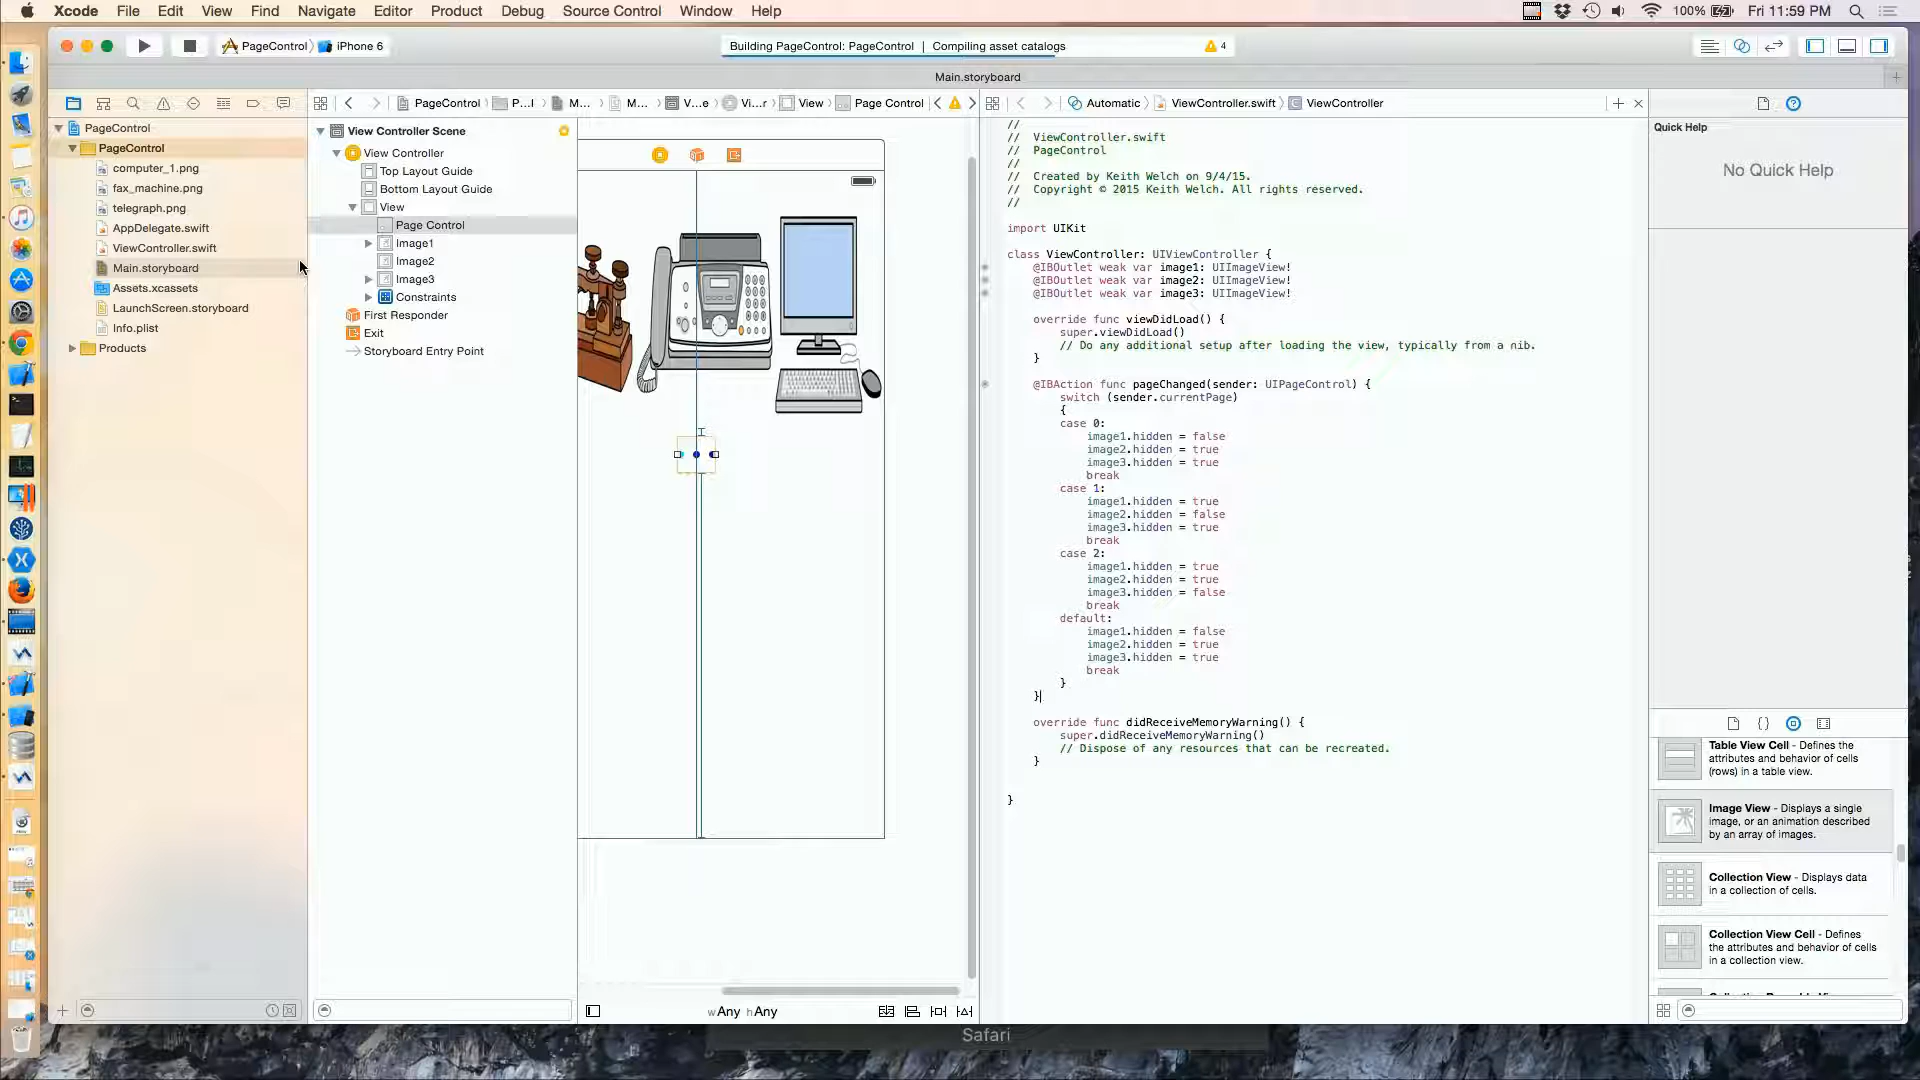 Xcode File Edit View Find Navigate Editor Product Debug Source Control Window Help 100% Fri 11:59 PM
PageControl iPhone 6 Building PageControl: PageControl | Compiling asset catalogs 4
Main.storyboard
PageControl P...l M... M... V...e Vi...r View Page Control Automatic ViewController.swift ViewController
PageControl
PageControl
computer_1.png
fax_machine.png
telegraph.png
AppDelegate.swift
ViewController.swift
Main.storyboard
Assets.xcassets
LaunchScreen.storyboard
Info.plist
Products
View Controller Scene
View Controller
Top Layout Guide
Bottom Layout Guide
View
Page Control
Image1
Image2
Image3
Constraints
First Responder
Exit
Storyboard Entry Point
wAny hAny
//
// ViewController.swift
// PageControl
//
// Created by Keith Welch on 9/4/15.
// Copyright © 2015 Keith Welch. All rights reserved.
//
import UIKit
class ViewController: UIViewController {
@IBOutlet weak var image1: UIImageView!
@IBOutlet weak var image2: UIImageView!
@IBOutlet weak var image3: UIImageView!
override func viewDidLoad() {
super.viewDidLoad()
// Do any additional setup after loading the view, typically from a nib.
}
@IBAction func pageChanged(sender: UIPageControl) {
switch (sender.currentPage)
{
case 0:
image1.hidden = false
image2.hidden = true
image3.hidden = true
break
case 1:
image1.hidden = true
image2.hidden = false
image3.hidden = true
break
case 2:
image1.hidden = true
image2.hidden = true
image3.hidden = false
break
default:
image1.hidden = false
image2.hidden = true
image3.hidden = true
break
}
}
override func didReceiveMemoryWarning() {
super.didReceiveMemoryWarning()
// Dispose of any resources that can be recreated.
}
}
Quick Help
No Quick Help
{}
Table View Cell - Defines the
attributes and behavior of cells
(rows) in a table view.
Image View - Displays a single
image, or an animation described
by an array of images.
Collection View - Displays data
in a collection of cells.
Collection View Cell - Defines
the attributes and behavior of cells
in a collection view.
Safari